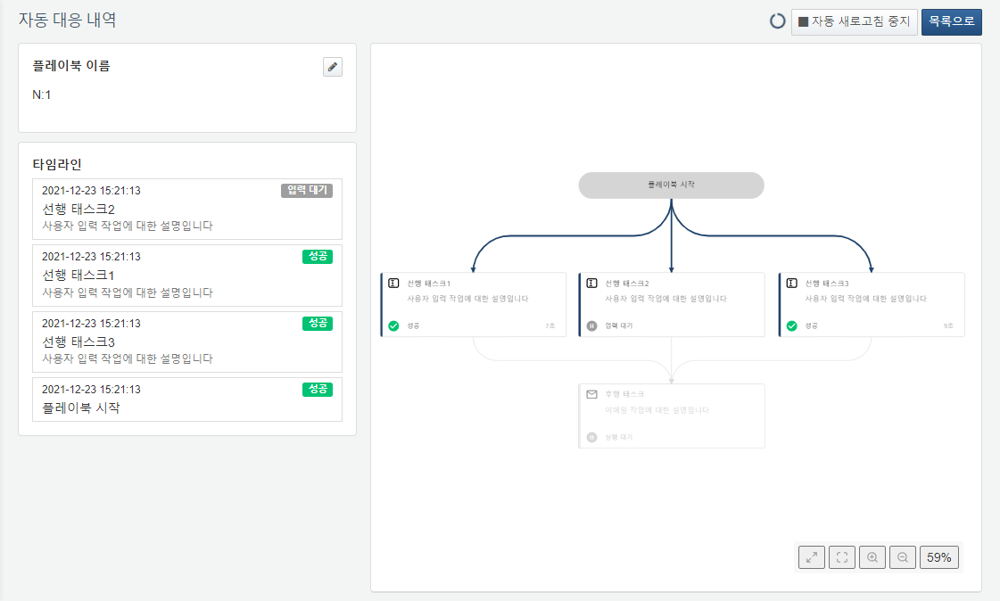 자동 대응 내역
자동 새로고침 중지
목록으로
플레이북 이름
N:1
타임라인
2021-12-23 15:21:13
입력 대기
선행 태스크2
사용자 입력 작업에 대한 설명입니다
2021-12-23 15:21:13
성공
선행 태스크1
사용자 입력 작업에 대한 설명입니다
2021-12-23 15:21:13
성공
선행 태스크3
사용자 입력 작업에 대한 설명입니다
2021-12-23 15:21:13
성공
플레이북 시작
플레이북 시작
선행 태스크1
사용자 입력 작업에 대한 설명입니다
성공
7초
선행 태스크2
사용자 입력 작업에 대한 설명입니다
입력 대기
선행 태스크3
사용자 입력 작업에 대한 설명입니다
성공
9초
후행 태스크
이메일 작업에 대한 설명입니다
실행 대기
59%